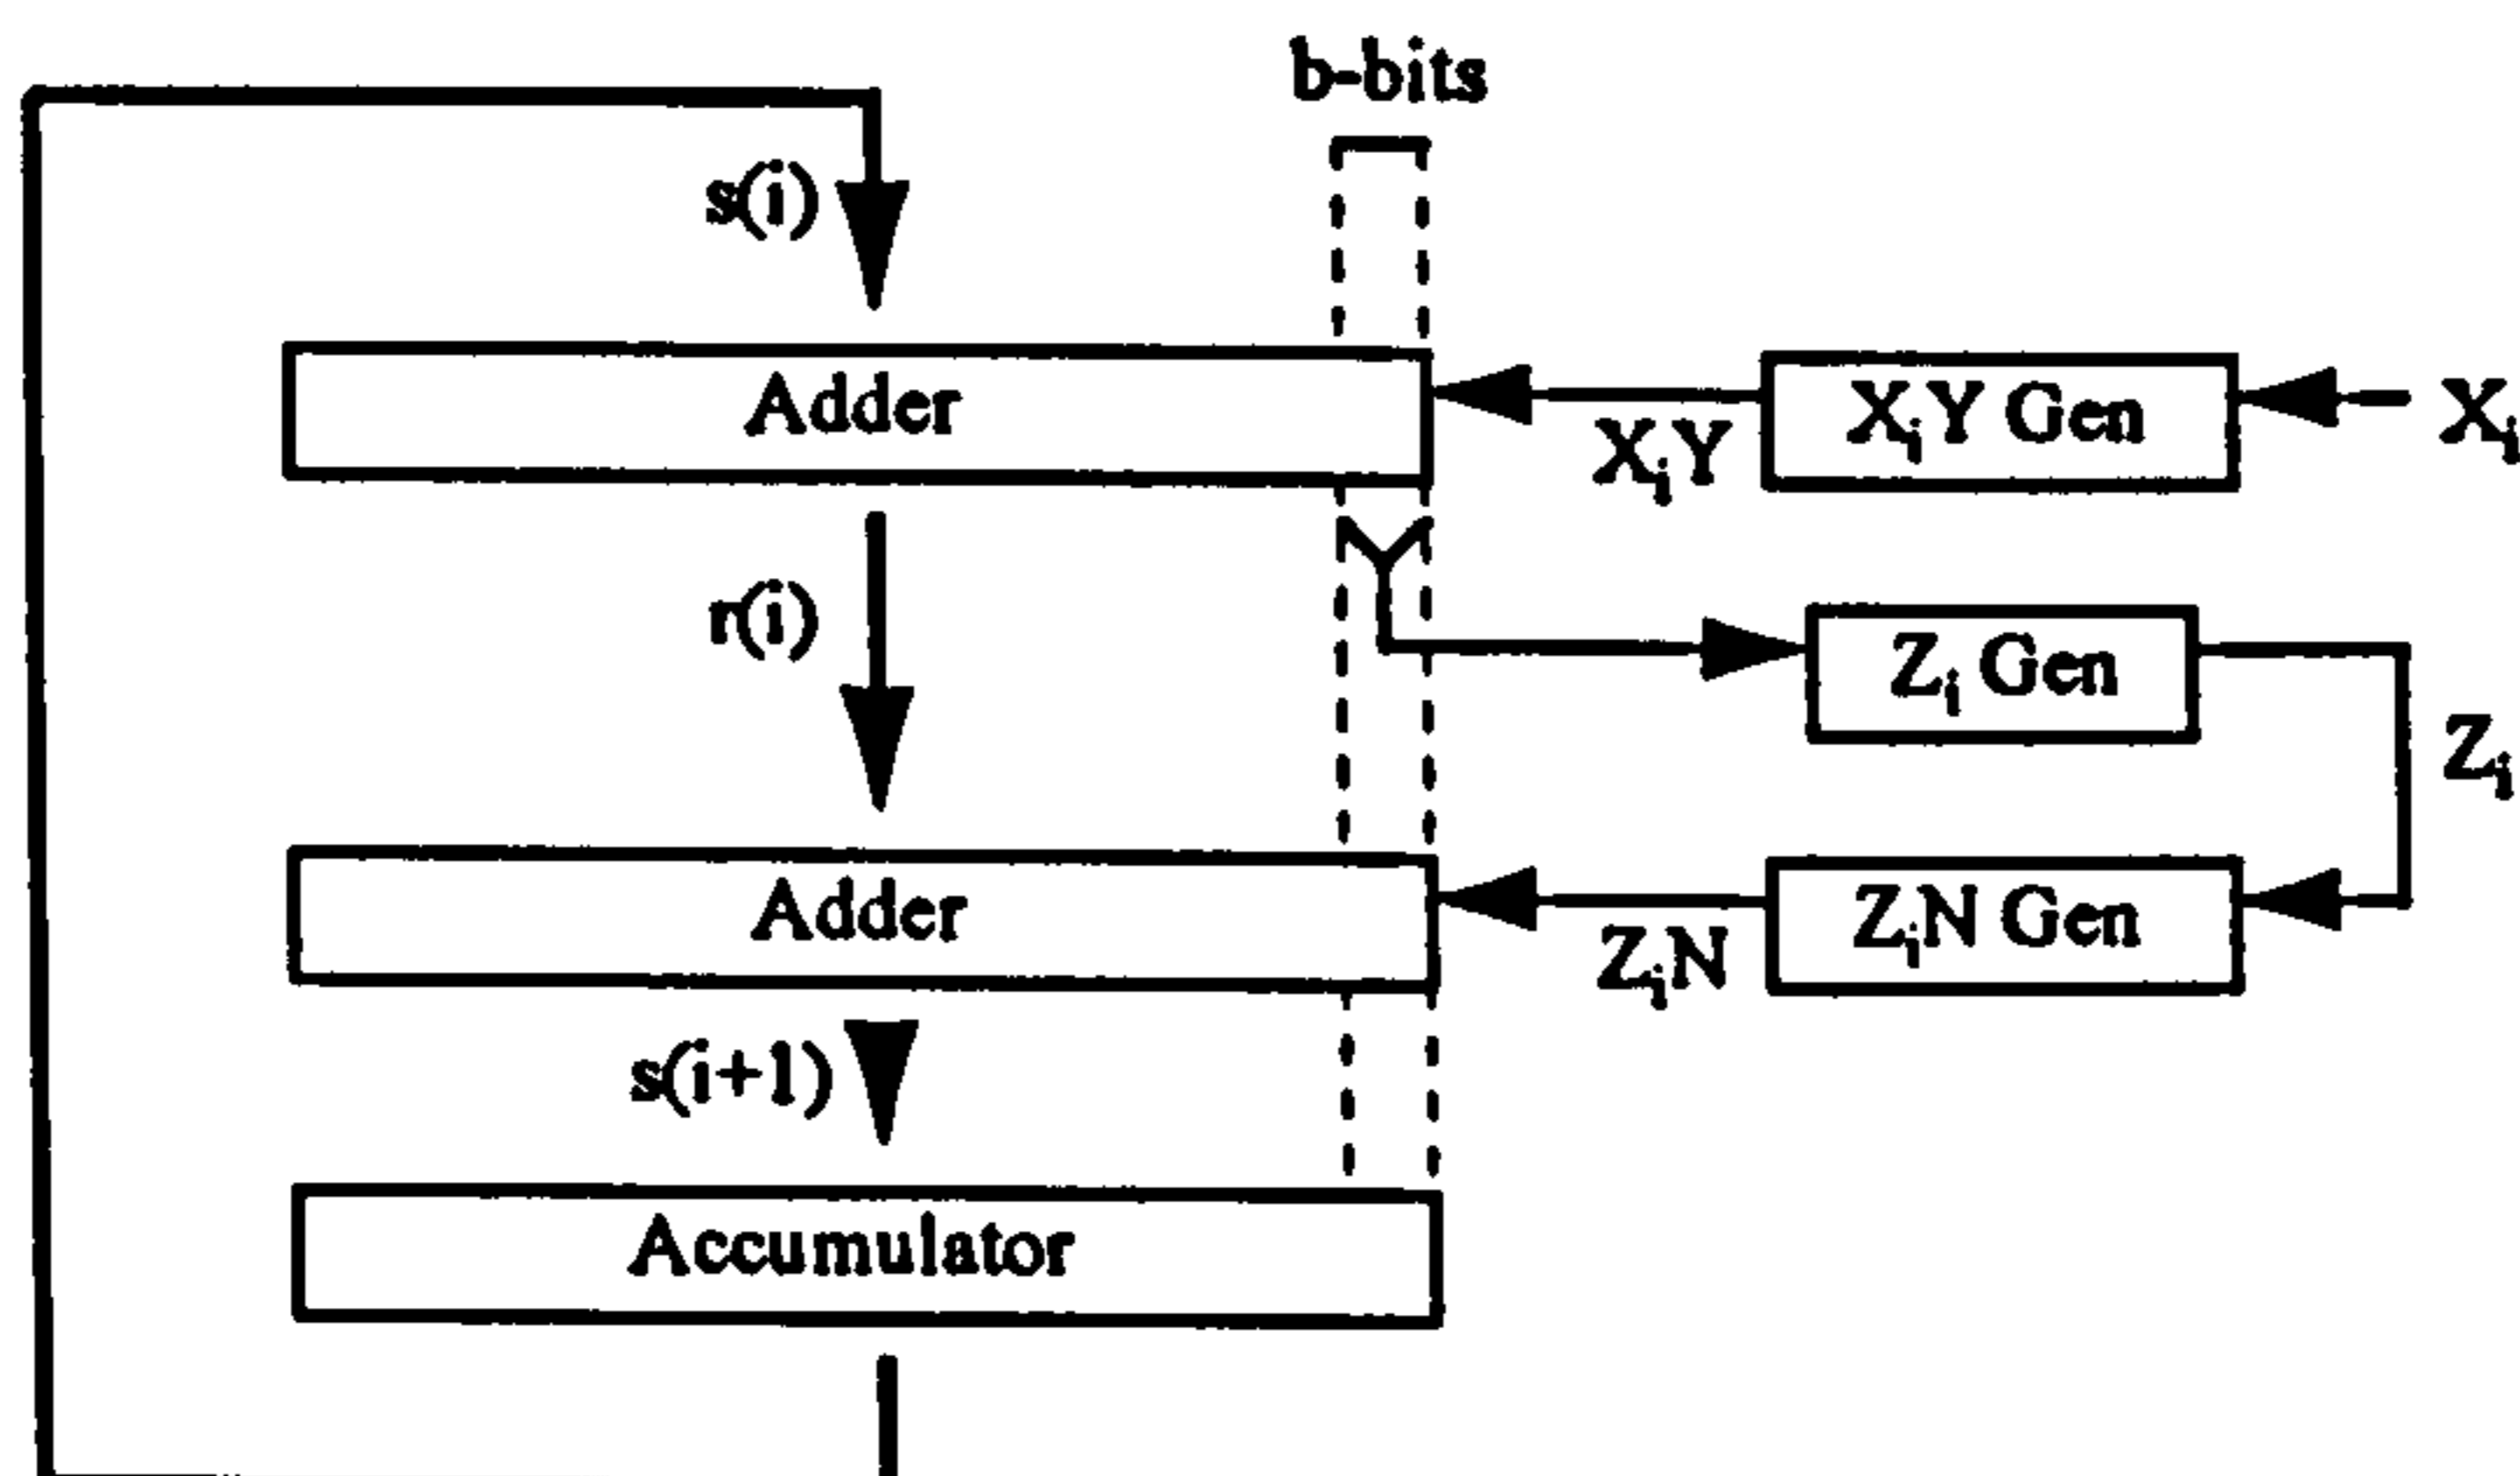 b-bits
s(i)
Adder
XᵢY
XᵢY Gen
Xᵢ
r(i)
Zᵢ Gen
Zᵢ
Adder
ZᵢN
ZᵢN Gen
s(i+1)
Accumulator